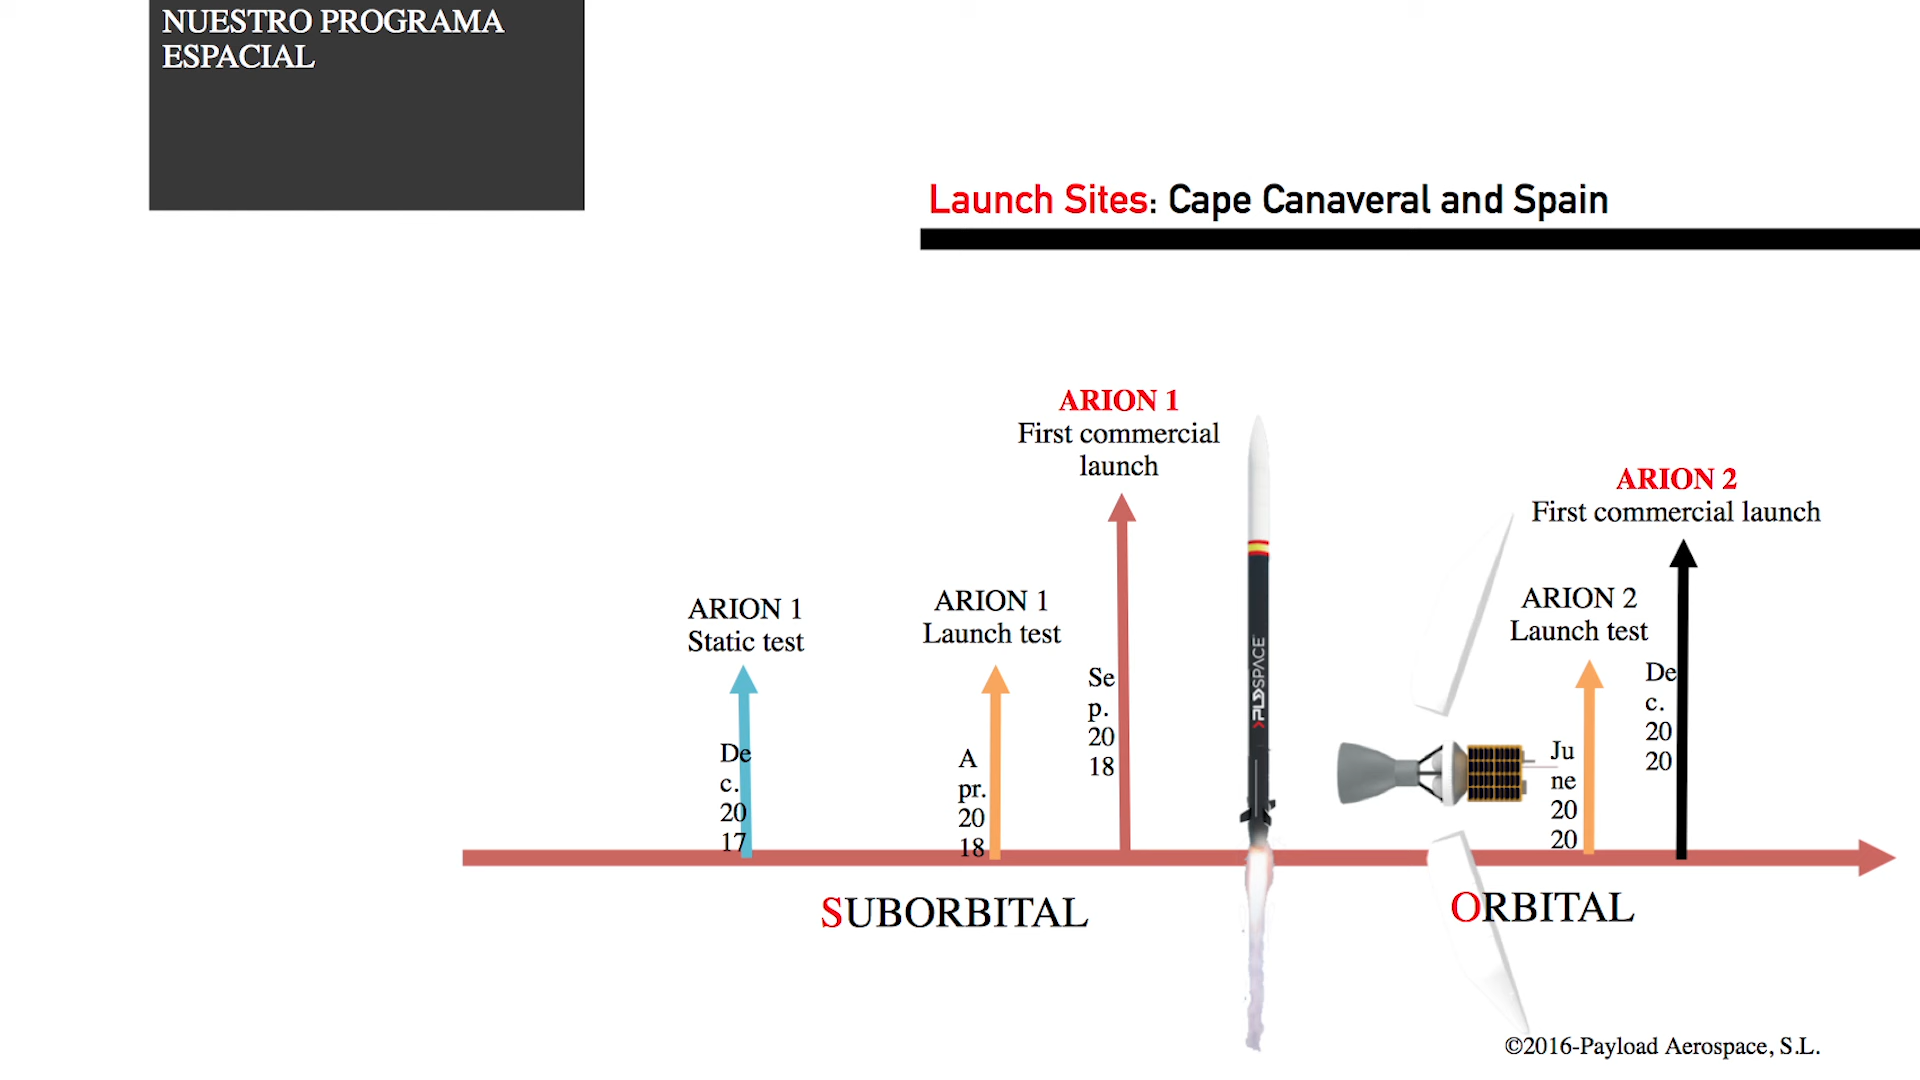 NUESTRO PROGRAMA
ESPACIAL
Launch Sites: Cape Canaveral and Spain
ARION 1
First commercial
launch
ARION 2
First commercial launch
ARION 1
Static test
ARION 1
Launch test
ARION 2
Launch test
De
c.
20
17
A
pr.
20
18
Se
p.
20
18
PLDSPACE
Ju
ne
20
20
De
c.
20
20
SUBORBITAL
ORBITAL
©2016-Payload Aerospace, S.L.